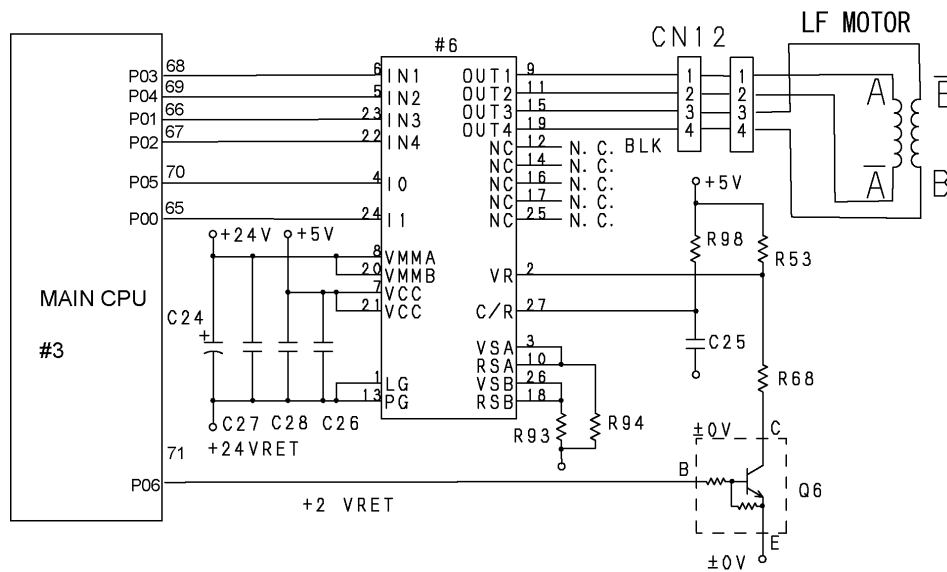 LF MOTOR
CN12
#6
P03 68 6 IN1 OUT1 9 1 1
P04 69 5 IN2 OUT2 11 2 2
P01 66 23 IN3 OUT3 15 3 3
P02 67 22 IN4 OUT4 19 4 4
A B
NC 12 N.C. BLK
NC 14 N.C.
P05 70 4 I0 NC 16 N.C.
NC 17 N.C.
P00 65 24 I1 NC 25 N.C.
A B
+5V
+24V +5V
R98 R53
8 VMMA
20 VMMB VR 2
7 VCC
21 VCC C/R 27
MAIN CPU
#3
C24 +
C25
VSA 3
RSA 10
1 LG VSB 26
13 PG RSB 18
R68
C27 C28 C26
R93 R94
+24VRET
±0V C
71
P06 B Q6
+2 VRET
E
±0V